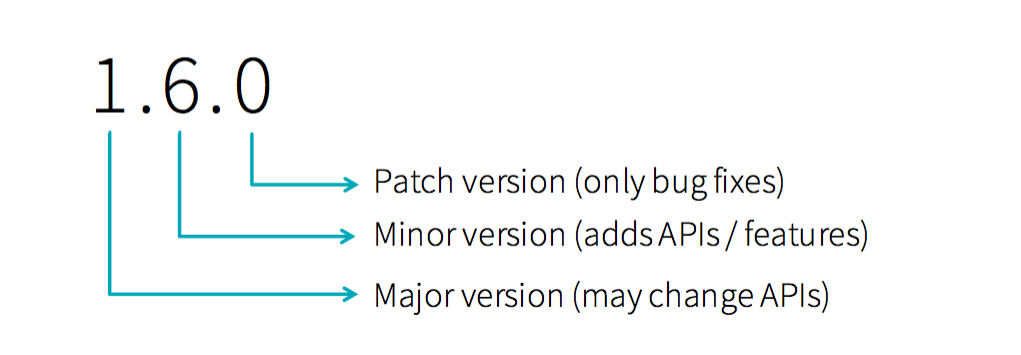 1.6.0
Patch version (only bug fixes)
Minor version (adds APIs / features)
Major version (may change APIs)